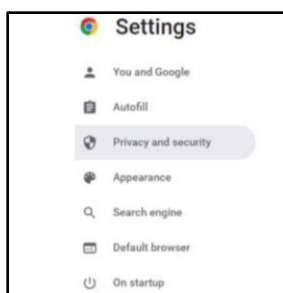 Settings
You and Google
Autofill
Privacy and security
Appearance
Search engine
Default browser
On startup